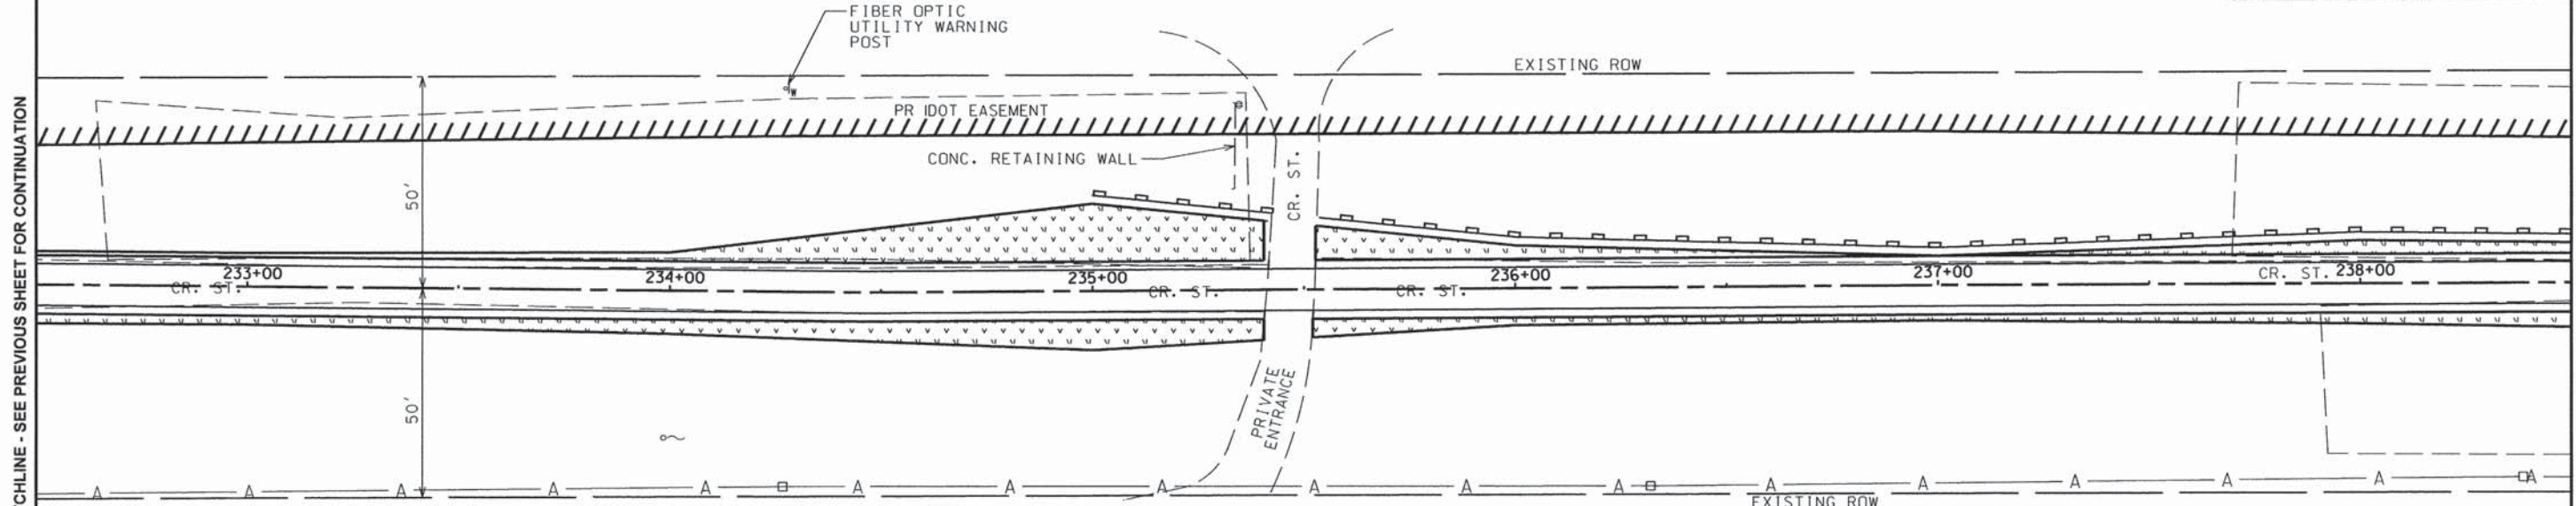 FIBER OPTIC
UTILITY WARNING
POST
EXISTING ROW
W
PR IDOT EASEMENT
CONC. RETAINING WALL
CR. ST.
50'
233+00
234+00
235+00
236+00
237+00
238+00
CR. ST.
CR. ST.
CR. ST.
CR. ST.
50'
PRIVATE
ENTRANCE
A A A A A A A A A A A A A A A A A
EXISTING ROW
TCHLINE - SEE PREVIOUS SHEET FOR CONTINUATION